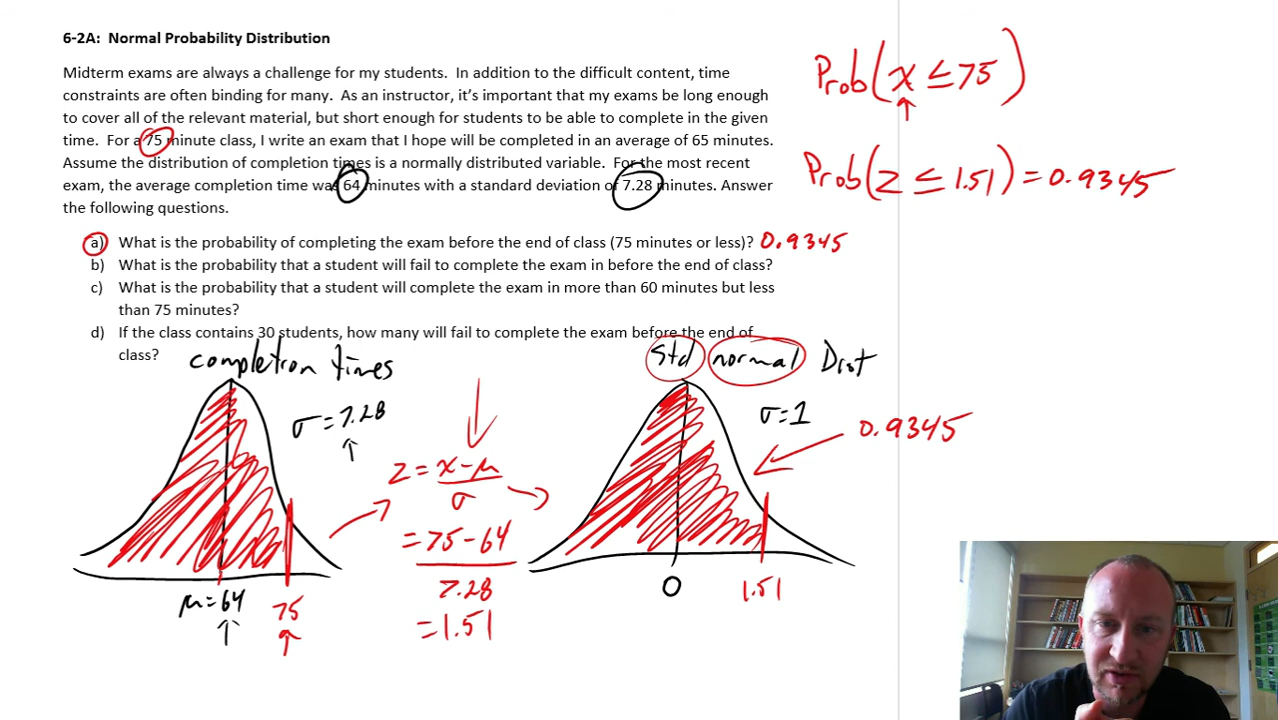 6-2A: Normal Probability Distribution
Midterm exams are always a challenge for my students. In addition to the difficult content, time
constraints are often binding for many. As an instructor, it's important that my exams be long enough
to cover all of the relevant material, but short enough for students to be able to complete in the given
time. For a 75 minute class, I write an exam that I hope will be completed in an average of 65 minutes.
Assume the distribution of completion times is a normally distributed variable. For the most recent
exam, the average completion time was 64 minutes with a standard deviation of 7.28 minutes. Answer
the following questions.
a) What is the probability of completing the exam before the end of class (75 minutes or less)? 0.9345
b) What is the probability that a student will fail to complete the exam in before the end of class?
c) What is the probability that a student will complete the exam in more than 60 minutes but less
than 75 minutes?
d) If the class contains 30 students, how many will fail to complete the exam before the end of
class?
Prob(x ≤ 75)
Prob(z ≤ 1.51) = 0.9345
completion times
σ = 7.28
μ = 64
75
z = x - μ
σ
= 75 - 64
7.28
= 1.51
Std normal Dist
σ = 1
0.9345
0
1.51